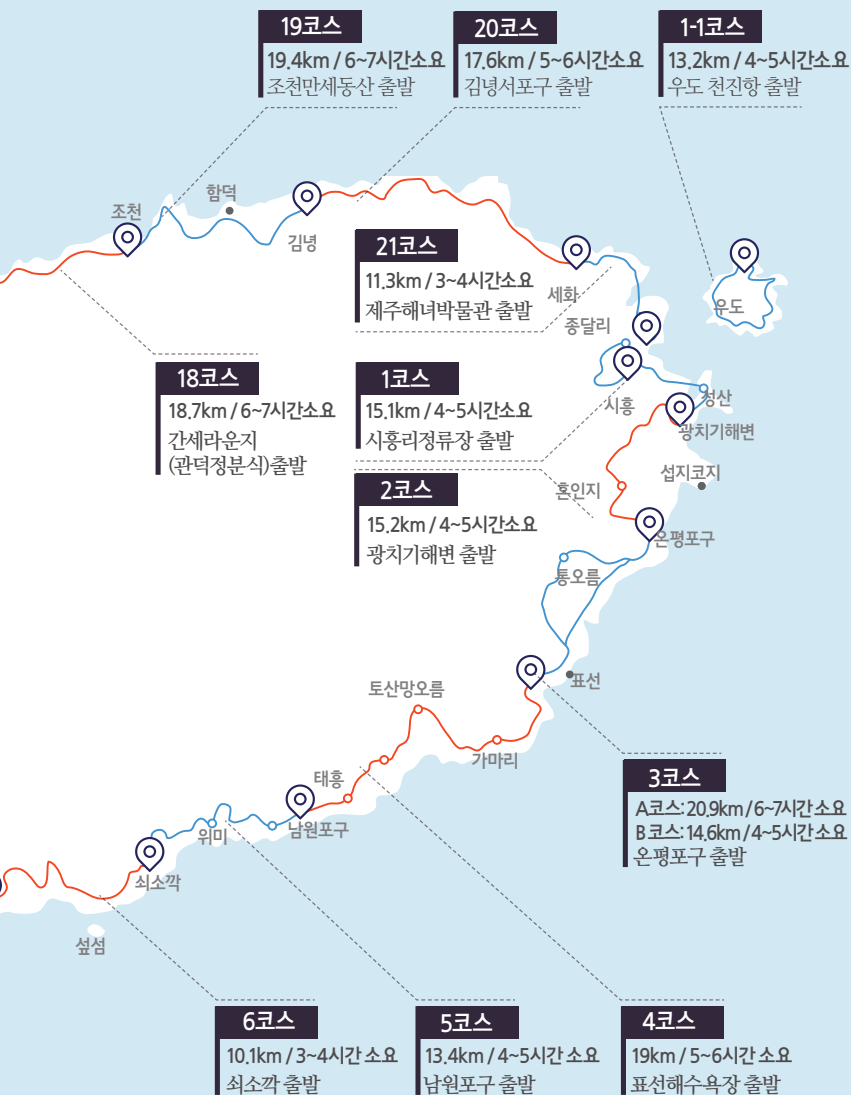 19코스
19.4km / 6~7시간소요
조천만세동산 출발
20코스
17.6km / 5~6시간소요
김녕서포구 출발
1-1코스
13.2km / 4~5시간소요
우도 천진항 출발
함덕
조천
김녕
21코스
11.3km / 3~4시간소요
제주해녀박물관 출발
세화
종달리
우도
18코스
18.7km / 6~7시간소요
간세라운지
(관덕정분식)출발
1코스
15.1km / 4~5시간소요
시흥리정류장 출발
시흥
성산
광치기해변
2코스
15.2km / 4~5시간소요
광치기해변 출발
섭지코지
혼인지
온평포구
통오름
표선
토산망오름
가마리
태흥
남원포구
위미
쇠소깍
섶섬
3코스
A코스: 20.9km / 6~7시간 소요
B코스: 14.6km / 4~5시간 소요
온평포구 출발
6코스
10.1km / 3~4시간 소요
쇠소깍 출발
5코스
13.4km / 4~5시간 소요
남원포구 출발
4코스
19km / 5~6시간 소요
표선해수욕장 출발